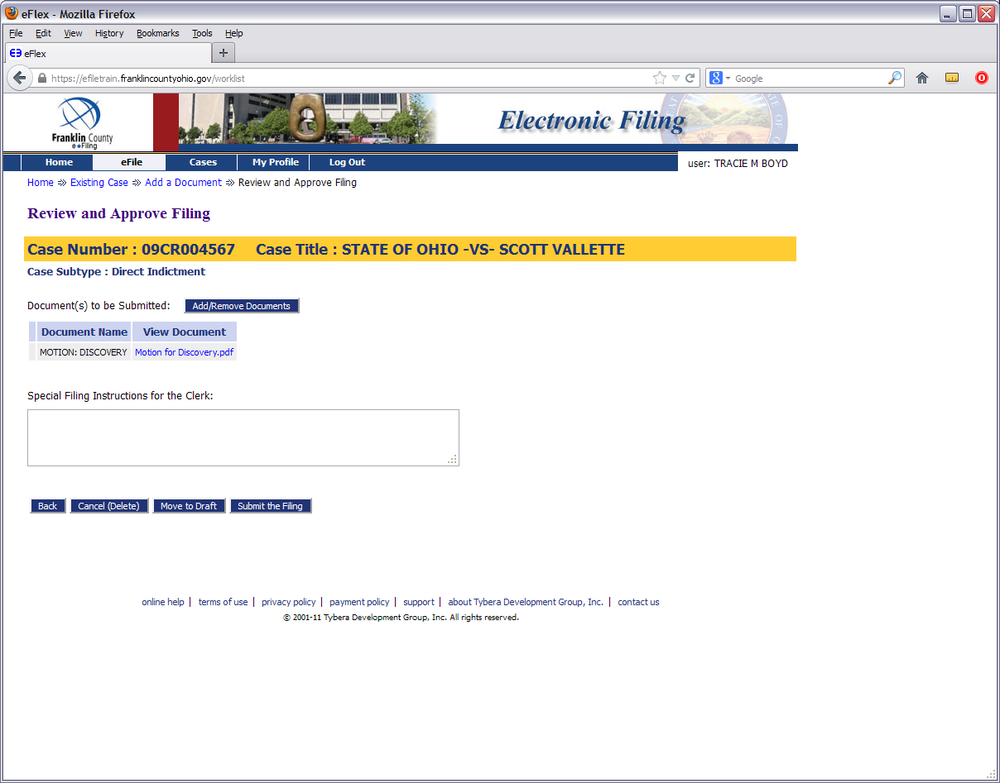 eFlex - Mozilla Firefox
File Edit View History Bookmarks Tools Help
eFlex
https://efiletrain.franklincountyohio.gov/worklist
Google
Franklin County
e★Filing
Electronic Filing
Home eFile Cases My Profile Log Out
user: TRACIE M BOYD
Home ⇒ Existing Case ⇒ Add a Document ⇒ Review and Approve Filing
Review and Approve Filing
Case Number : 09CR004567 Case Title : STATE OF OHIO -VS- SCOTT VALLETTE
Case Subtype : Direct Indictment
Document(s) to be Submitted: Add/Remove Documents
Document Name View Document
MOTION: DISCOVERY Motion for Discovery.pdf
Special Filing Instructions for the Clerk:
Back Cancel (Delete) Move to Draft Submit the Filing
online help | terms of use | privacy policy | payment policy | support | about Tybera Development Group, Inc. | contact us
© 2001-11 Tybera Development Group, Inc. All rights reserved.